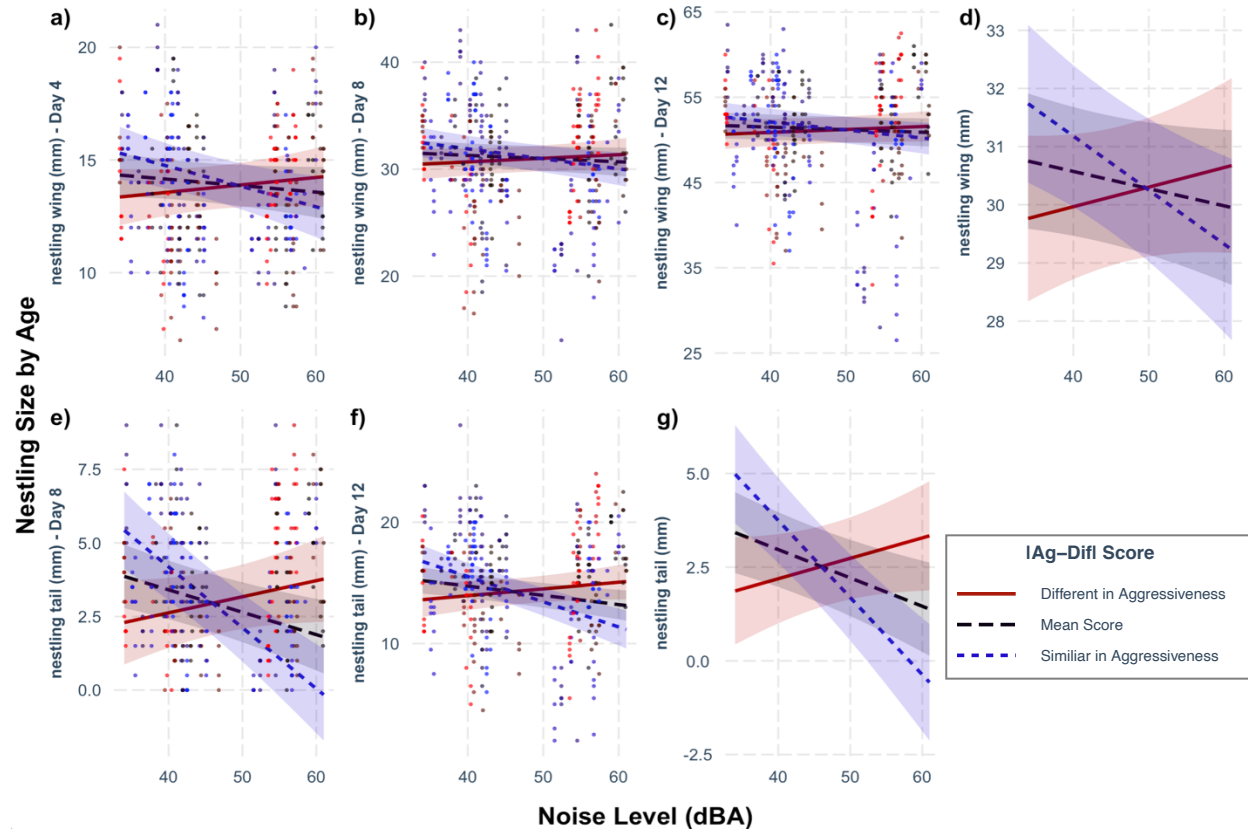 a)
b)
c)
d)
nestling wing (mm) - Day 4
20
15
10
40 50 60
nestling wing (mm) - Day 8
40
30
20
40 50 60
nestling wing (mm) - Day 12
65
55
45
35
25
40 50 60
nestling wing (mm)
33
32
31
30
29
28
40 50 60
Nestling Size by Age
e)
f)
g)
nestling tail (mm) - Day 8
7.5
5.0
2.5
0.0
40 50 60
nestling tail (mm) - Day 12
20
10
40 50 60
nestling tail (mm)
5.0
2.5
0.0
-2.5
40 50 60
|Ag–Dif| Score
Different in Aggressiveness
Mean Score
Similiar in Aggressiveness
Noise Level (dBA)